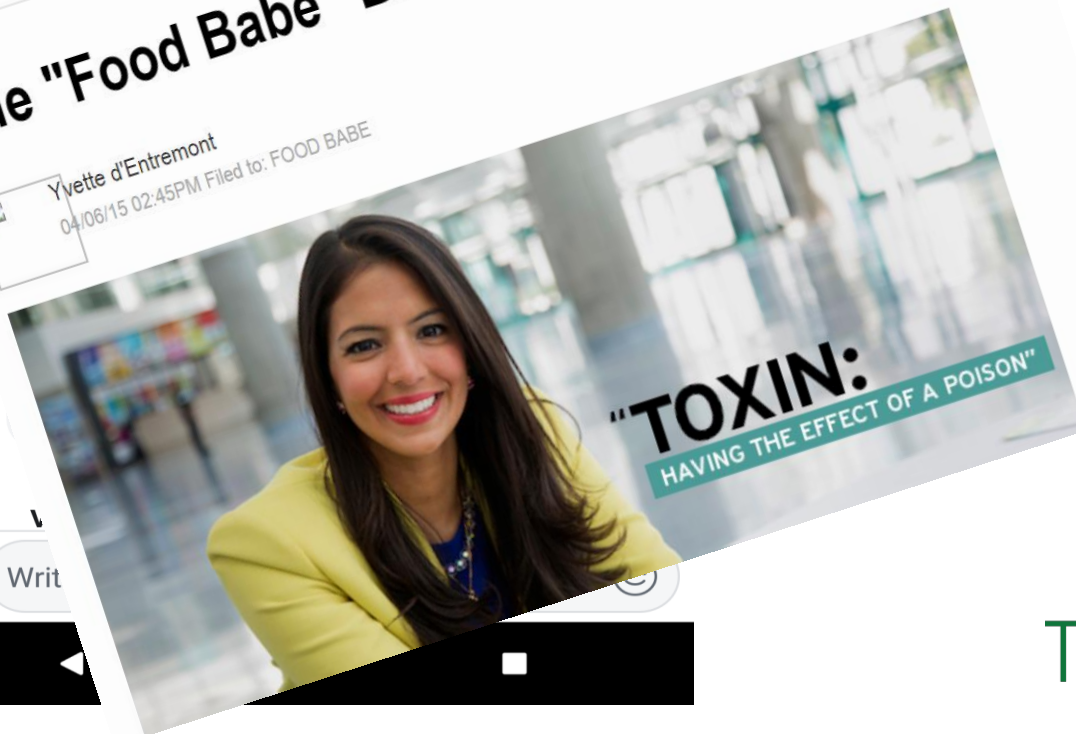 "Food Babe"
Yvette d'Entremont
04/06/15 02:45PM Filed to: FOOD BABE
"TOXIN:
HAVING THE EFFECT OF A POISON"
Writ
T